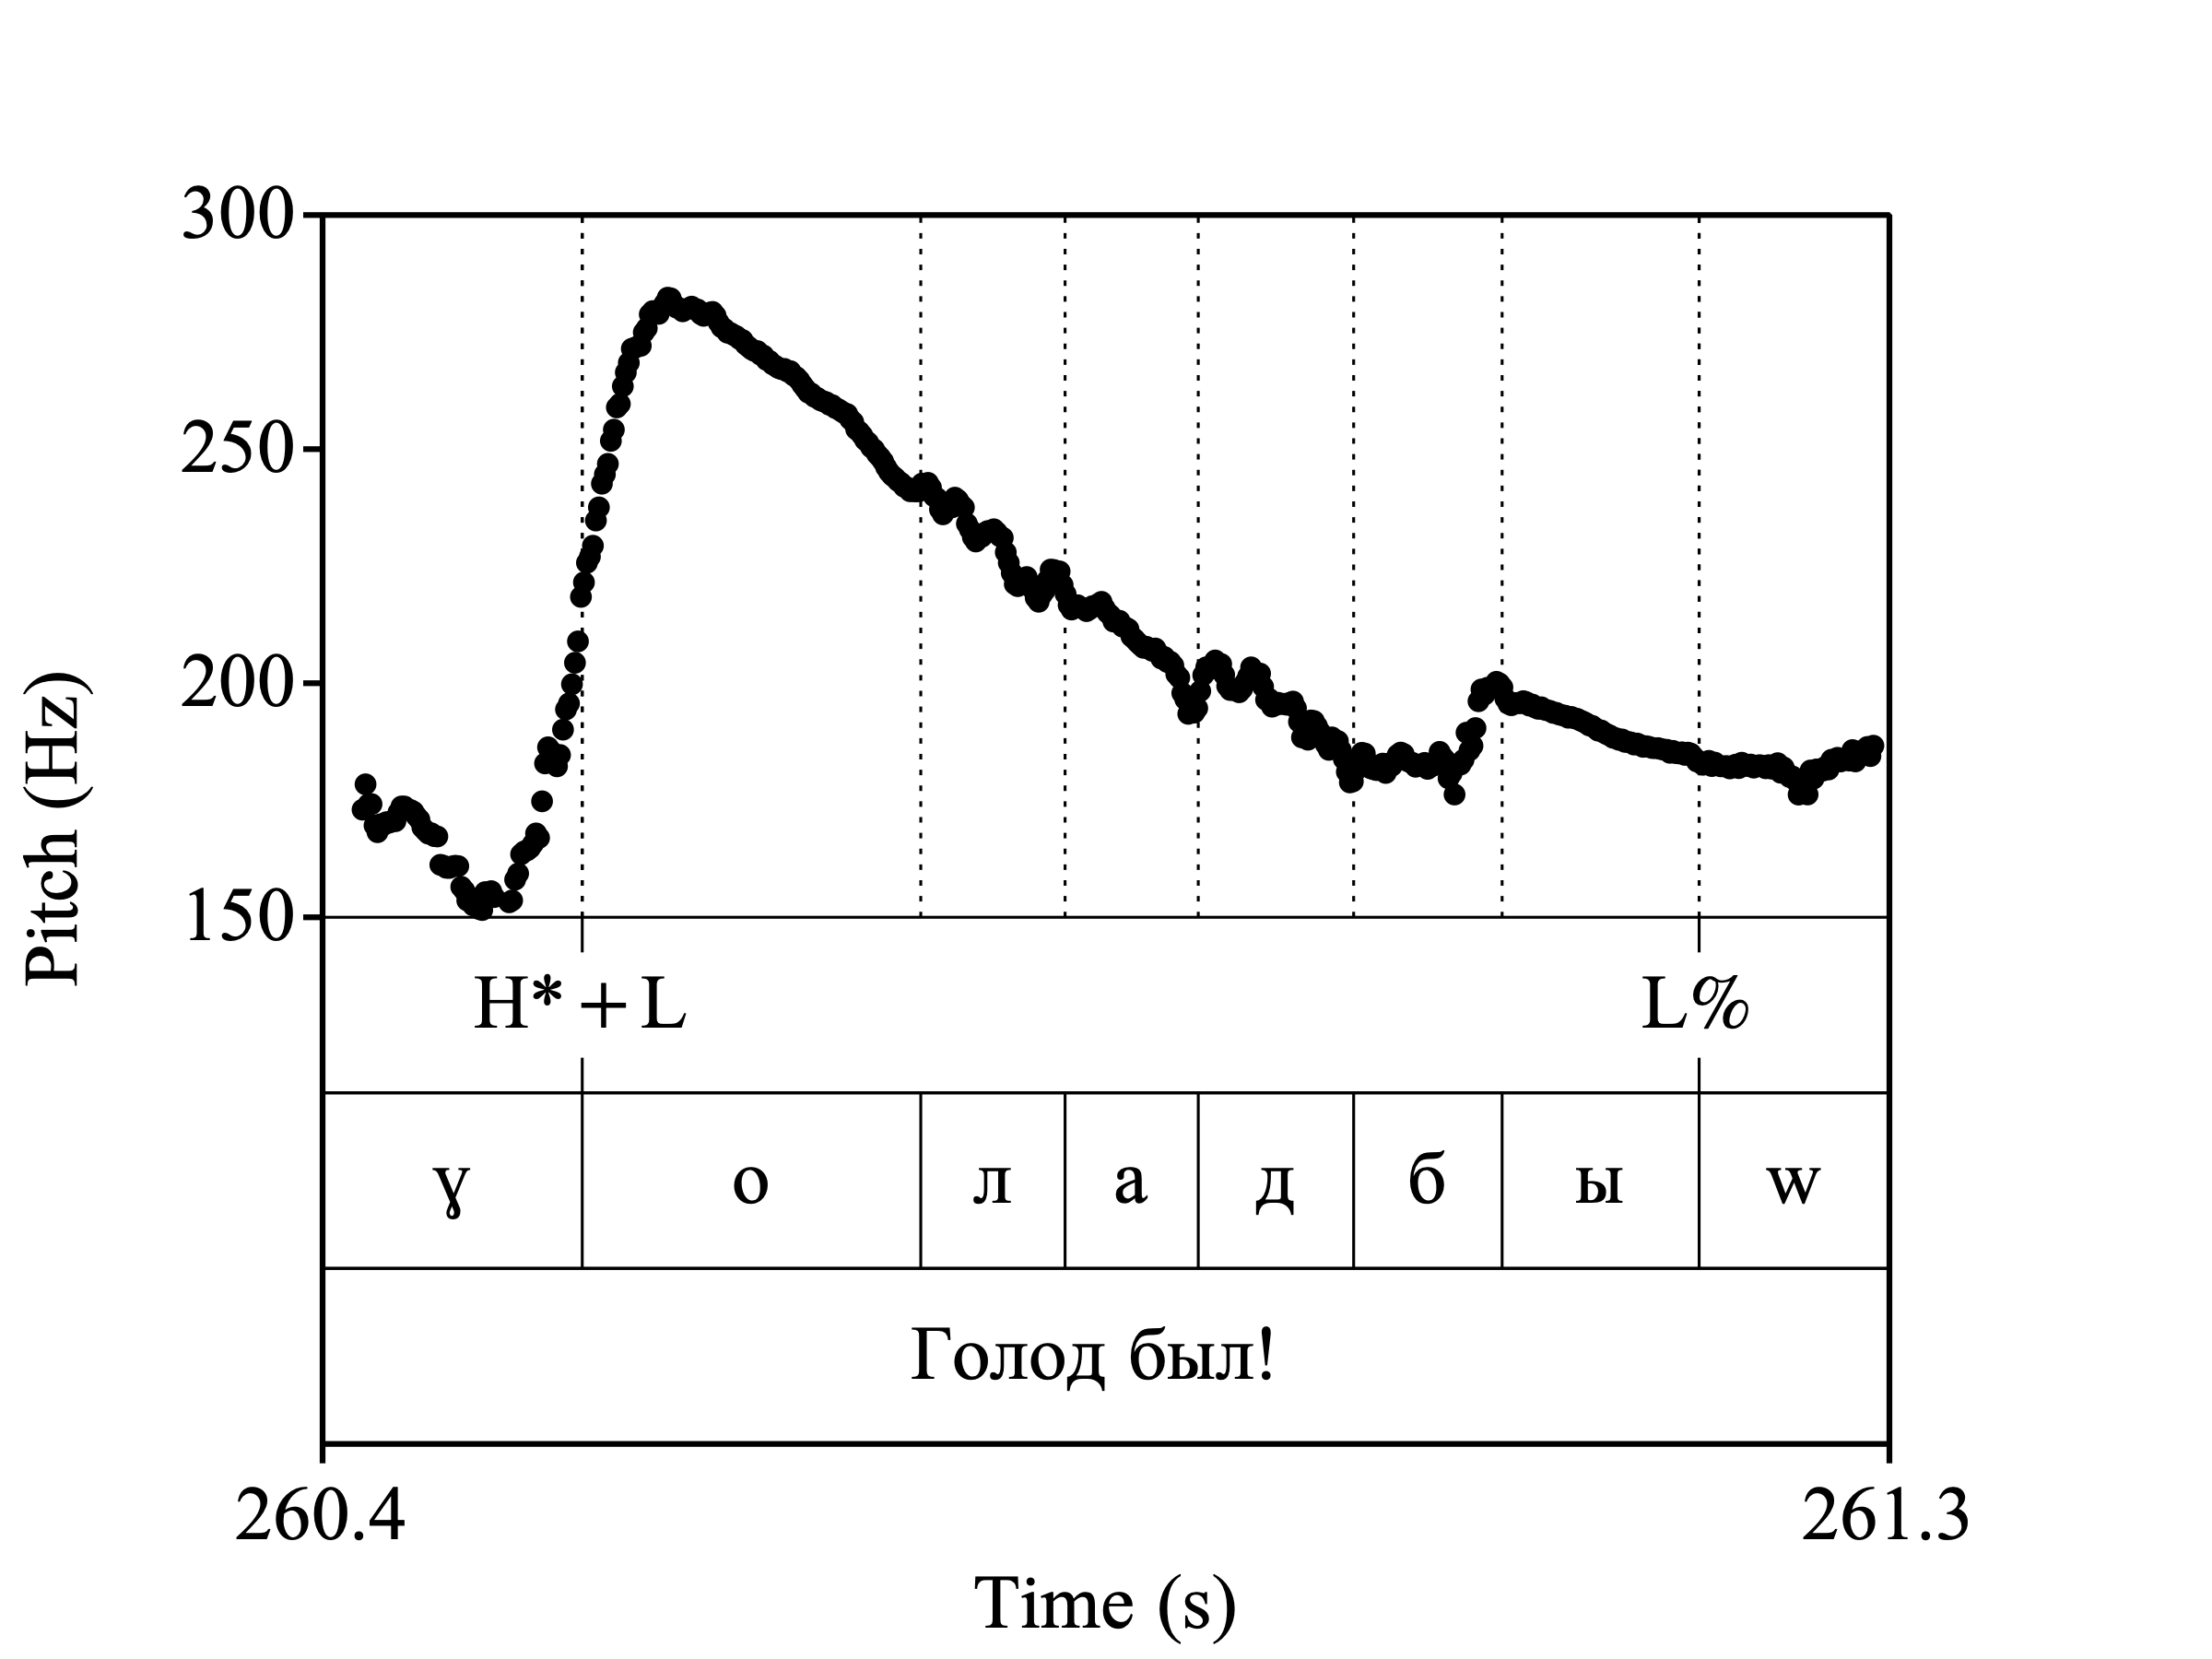 300
250
200
150
Pitch (Hz)
H*+L L%
ɣ о л а д б ы w
Голод был!
260.4 261.3
Time (s)